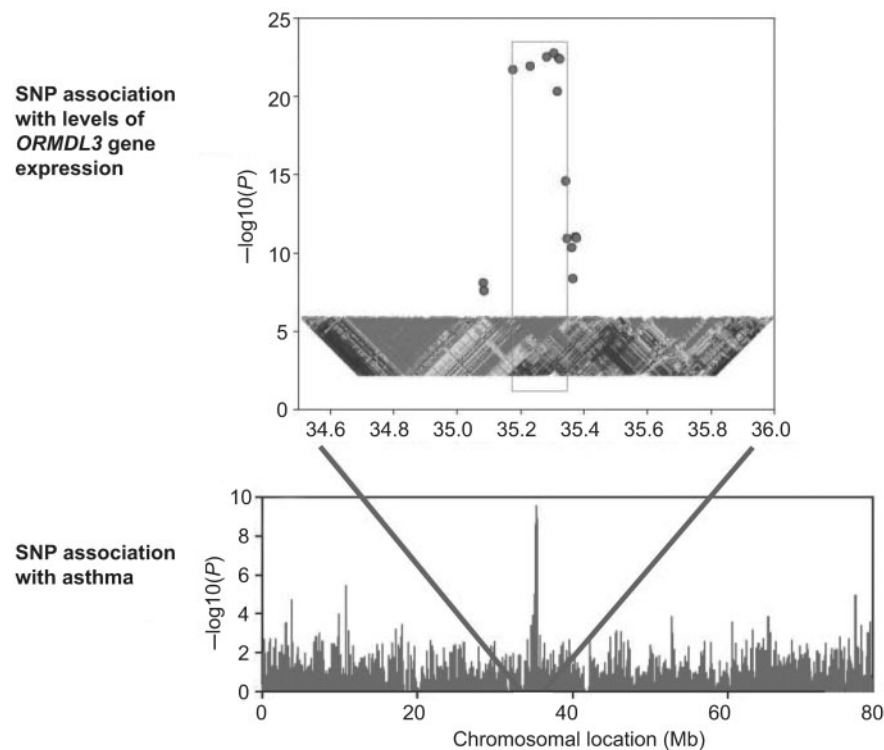 SNP association
with levels of
ORMDL3 gene
expression
–log10(P)
25
20
15
10
5
0
34.6 34.8 35.0 35.2 35.4 35.6 35.8 36.0
SNP association
with asthma
–log10(P)
10
8
6
4
2
0
0 20 40 60 80
Chromosomal location (Mb)